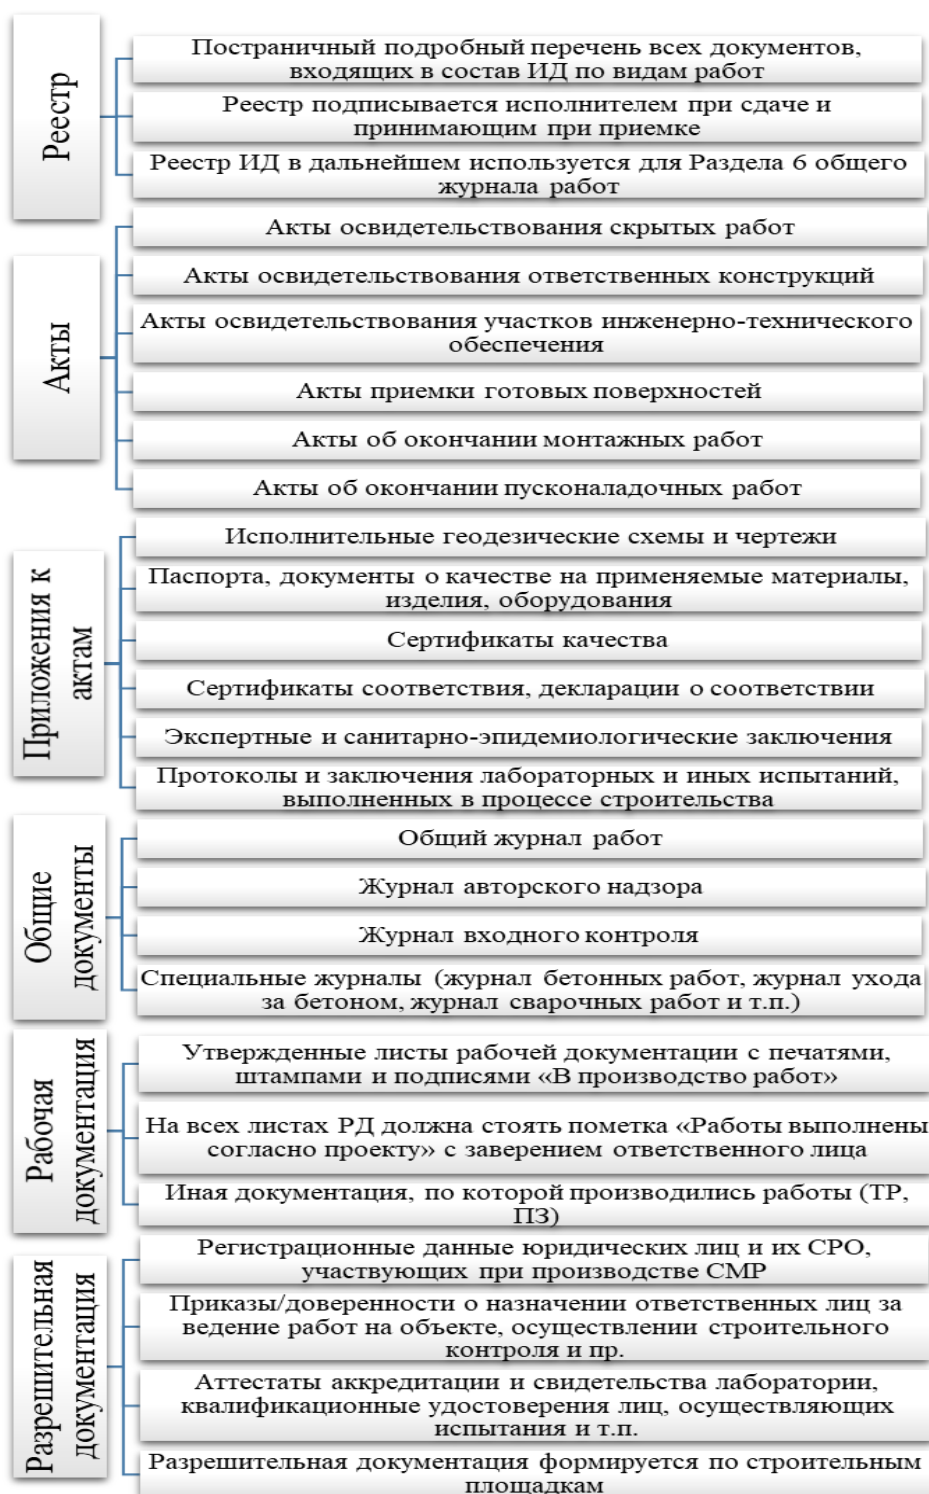 Реестр
Постраничный подробный перечень всех документов,
входящих в состав ИД по видам работ
Реестр подписывается исполнителем при сдаче и
принимающим при приемке
Реестр ИД в дальнейшем используется для Раздела 6 общего
журнала работ
Акты
Акты освидетельствования скрытых работ
Акты освидетельствования ответственных конструкций
Акты освидетельствования участков инженерно-технического
обеспечения
Акты приемки готовых поверхностей
Акты об окончании монтажных работ
Акты об окончании пусконаладочных работ
Приложения к
актам
Исполнительные геодезические схемы и чертежи
Паспорта, документы о качестве на применяемые материалы,
изделия, оборудования
Сертификаты качества
Сертификаты соответствия, декларации о соответствии
Экспертные и санитарно-эпидемиологические заключения
Протоколы и заключения лабораторных и иных испытаний,
выполненных в процессе строительства
Общие
документы
Общий журнал работ
Журнал авторского надзора
Журнал входного контроля
Специальные журналы (журнал бетонных работ, журнал ухода
за бетоном, журнал сварочных работ и т.п.)
Рабочая
документация
Утвержденные листы рабочей документации с печатями,
штампами и подписями «В производство работ»
На всех листах РД должна стоять пометка «Работы выполнены
согласно проекту» с заверением ответственного лица
Иная документация, по которой производились работы (ТР,
ПЗ)
Разрешительная
документация
Регистрационные данные юридических лиц и их СРО,
участвующих при производстве СМР
Приказы/доверенности о назначении ответственных лиц за
ведение работ на объекте, осуществлении строительного
контроля и пр.
Аттестаты аккредитации и свидетельства лаборатории,
квалификационные удостоверения лиц, осуществляющих
испытания и т.п.
Разрешительная документация формируется по строительным
площадкам